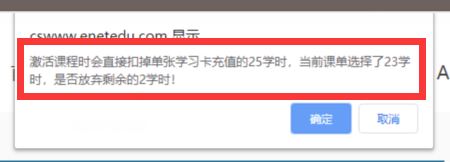 cswww.enetedu.com 显示
激活课程时会直接扣掉单张学习卡充值的25学时，当前课单选择了23学
时，是否放弃剩余的2学时！
确定
取消
A